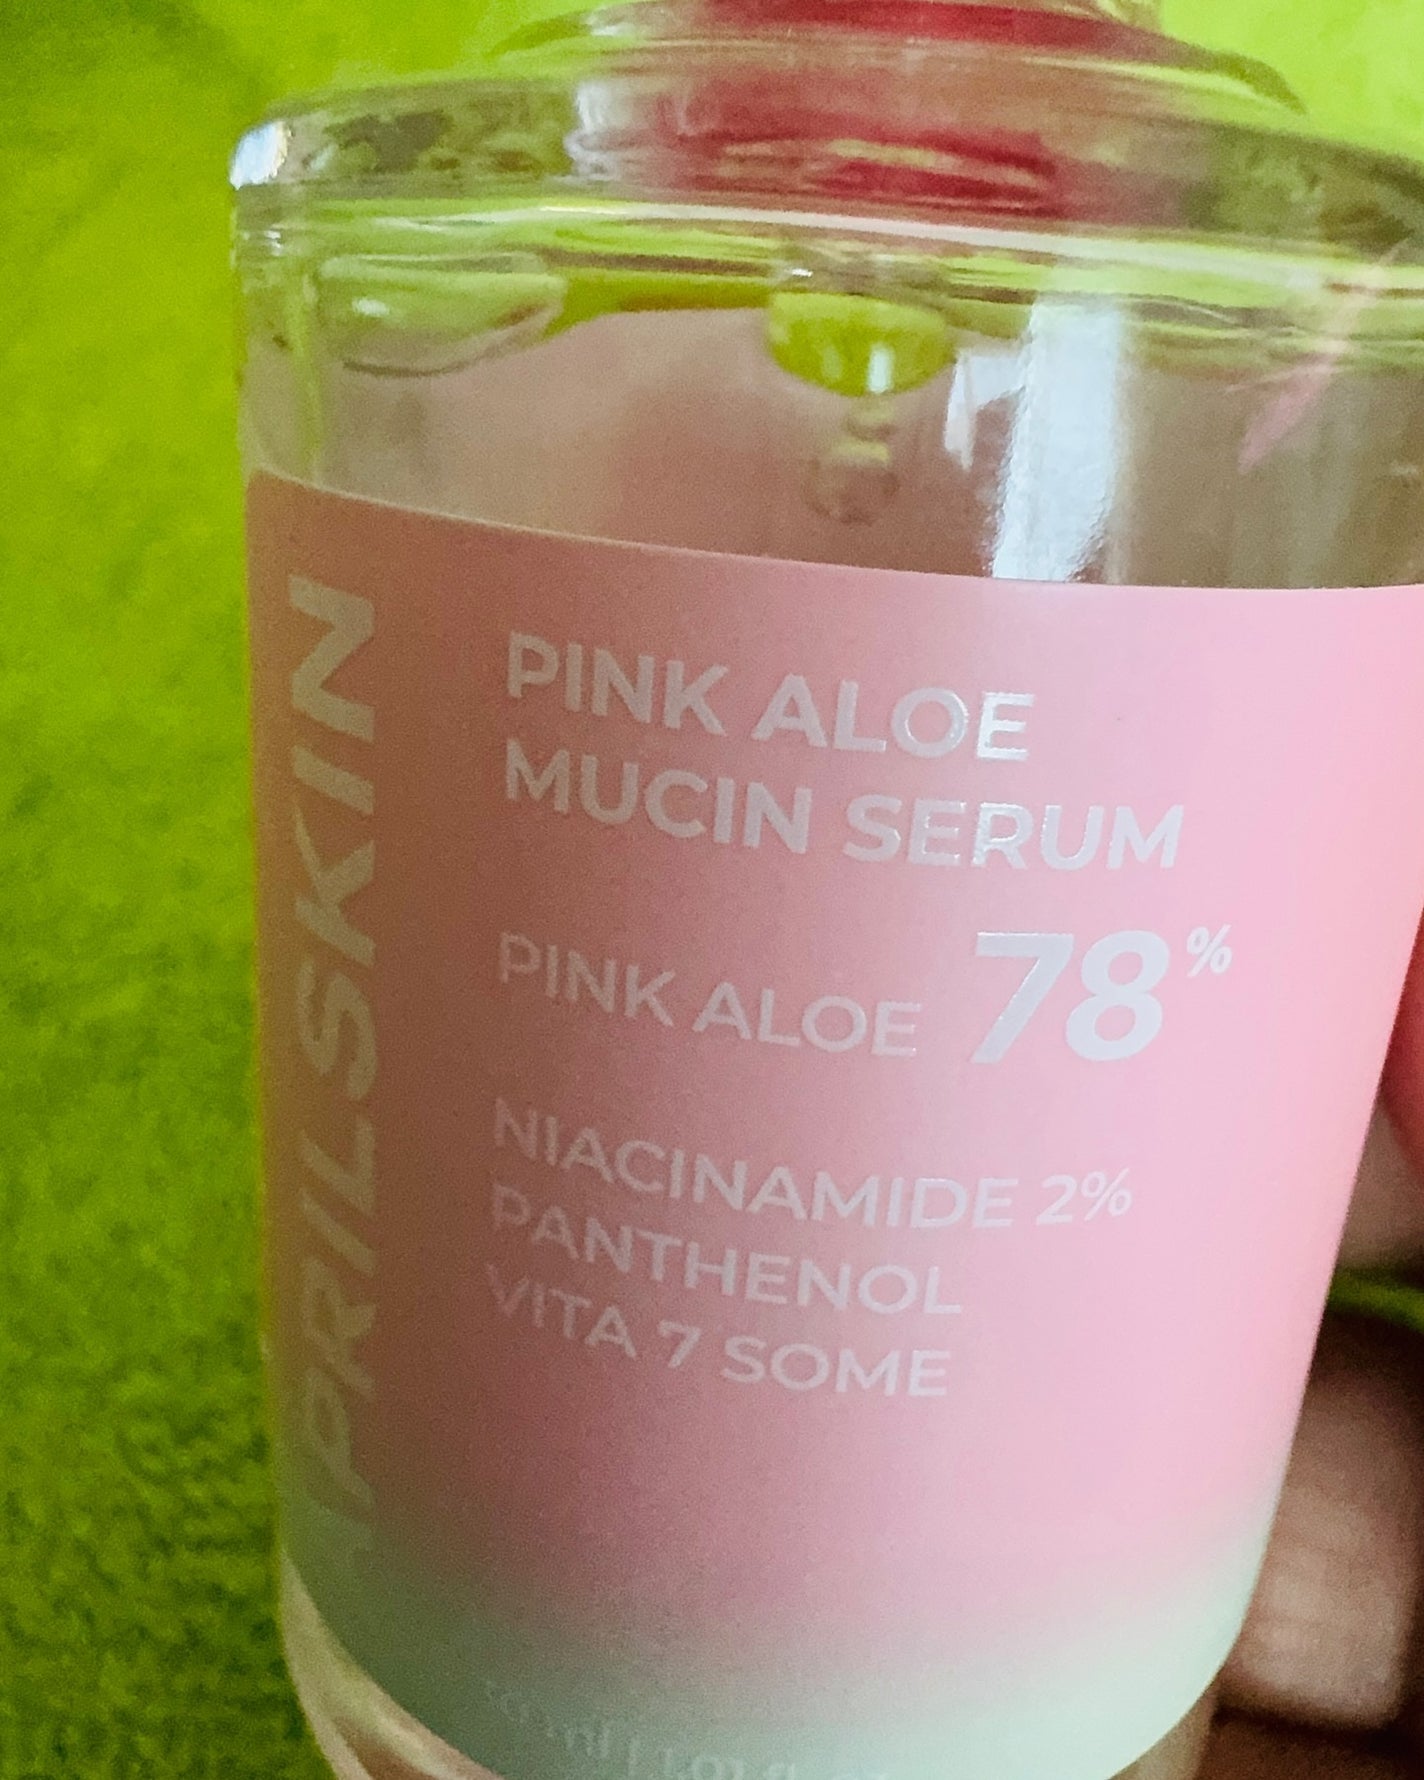 PRILSKIN
PINK ALOE
MUCIN SERUM
PINK ALOE 78%
NIACINAMIDE 2%
PANTHENOL
VITA 7 SOME